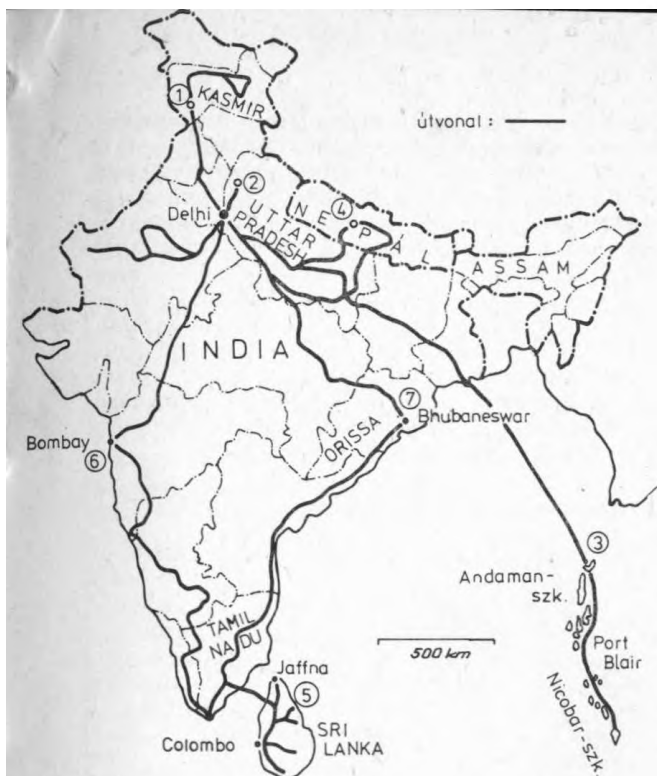 ① KASMIR
útvonal :
②
Delhi
UTTAR
PRADESH
NEPAL
④
ASSAM
INDIA
⑦
Bhubaneswar
ORISSA
Bombay
⑥
③
Andaman-
szk.
TAMIL
NADU
500 km
Port
Blair
Jaffna
⑤
Nicobar-szk.
SRI
LANKA
Colombo